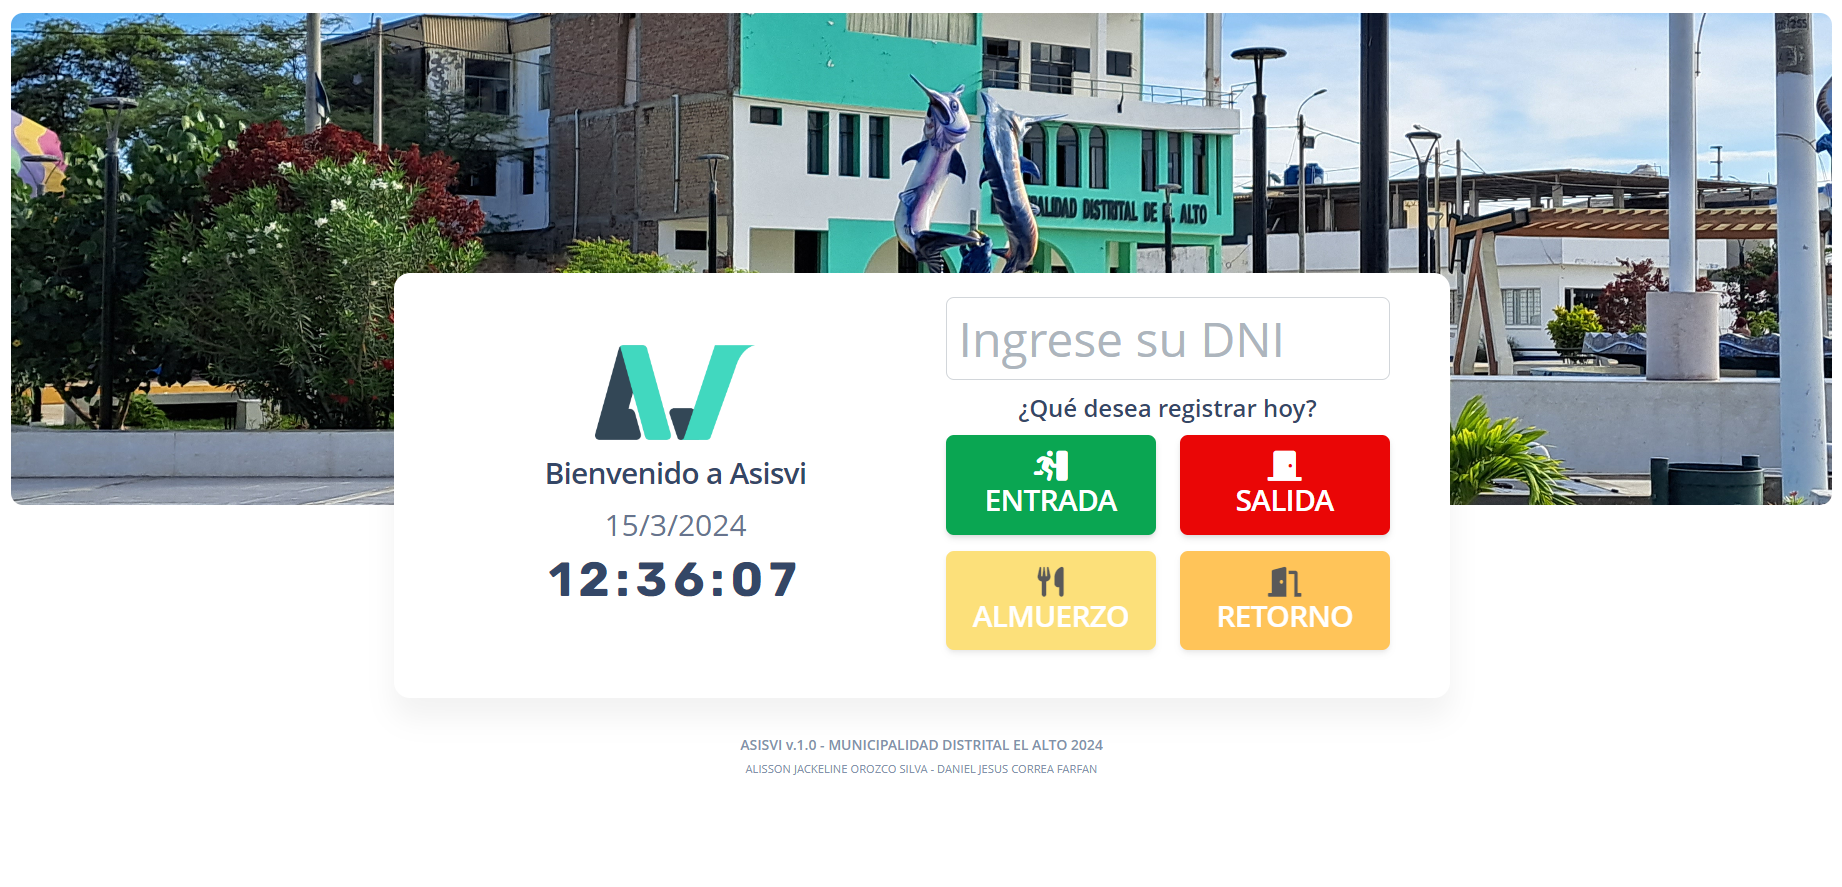 DISTRITAL DE EL ALTO
Ingrese su DNI
¿Qué desea registrar hoy?
ENTRADA
SALIDA
ALMUERZO
RETORNO
Bienvenido a Asisvi
15/3/2024
12:36:07
ASISVI v.1.0 - MUNICIPALIDAD DISTRITAL EL ALTO 2024
ALISSON JACKELINE OROZCO SILVA - DANIEL JESUS CORREA FARFAN